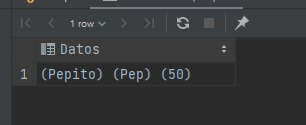 1 row
Datos
1 (Pepito) (Pep) (50)